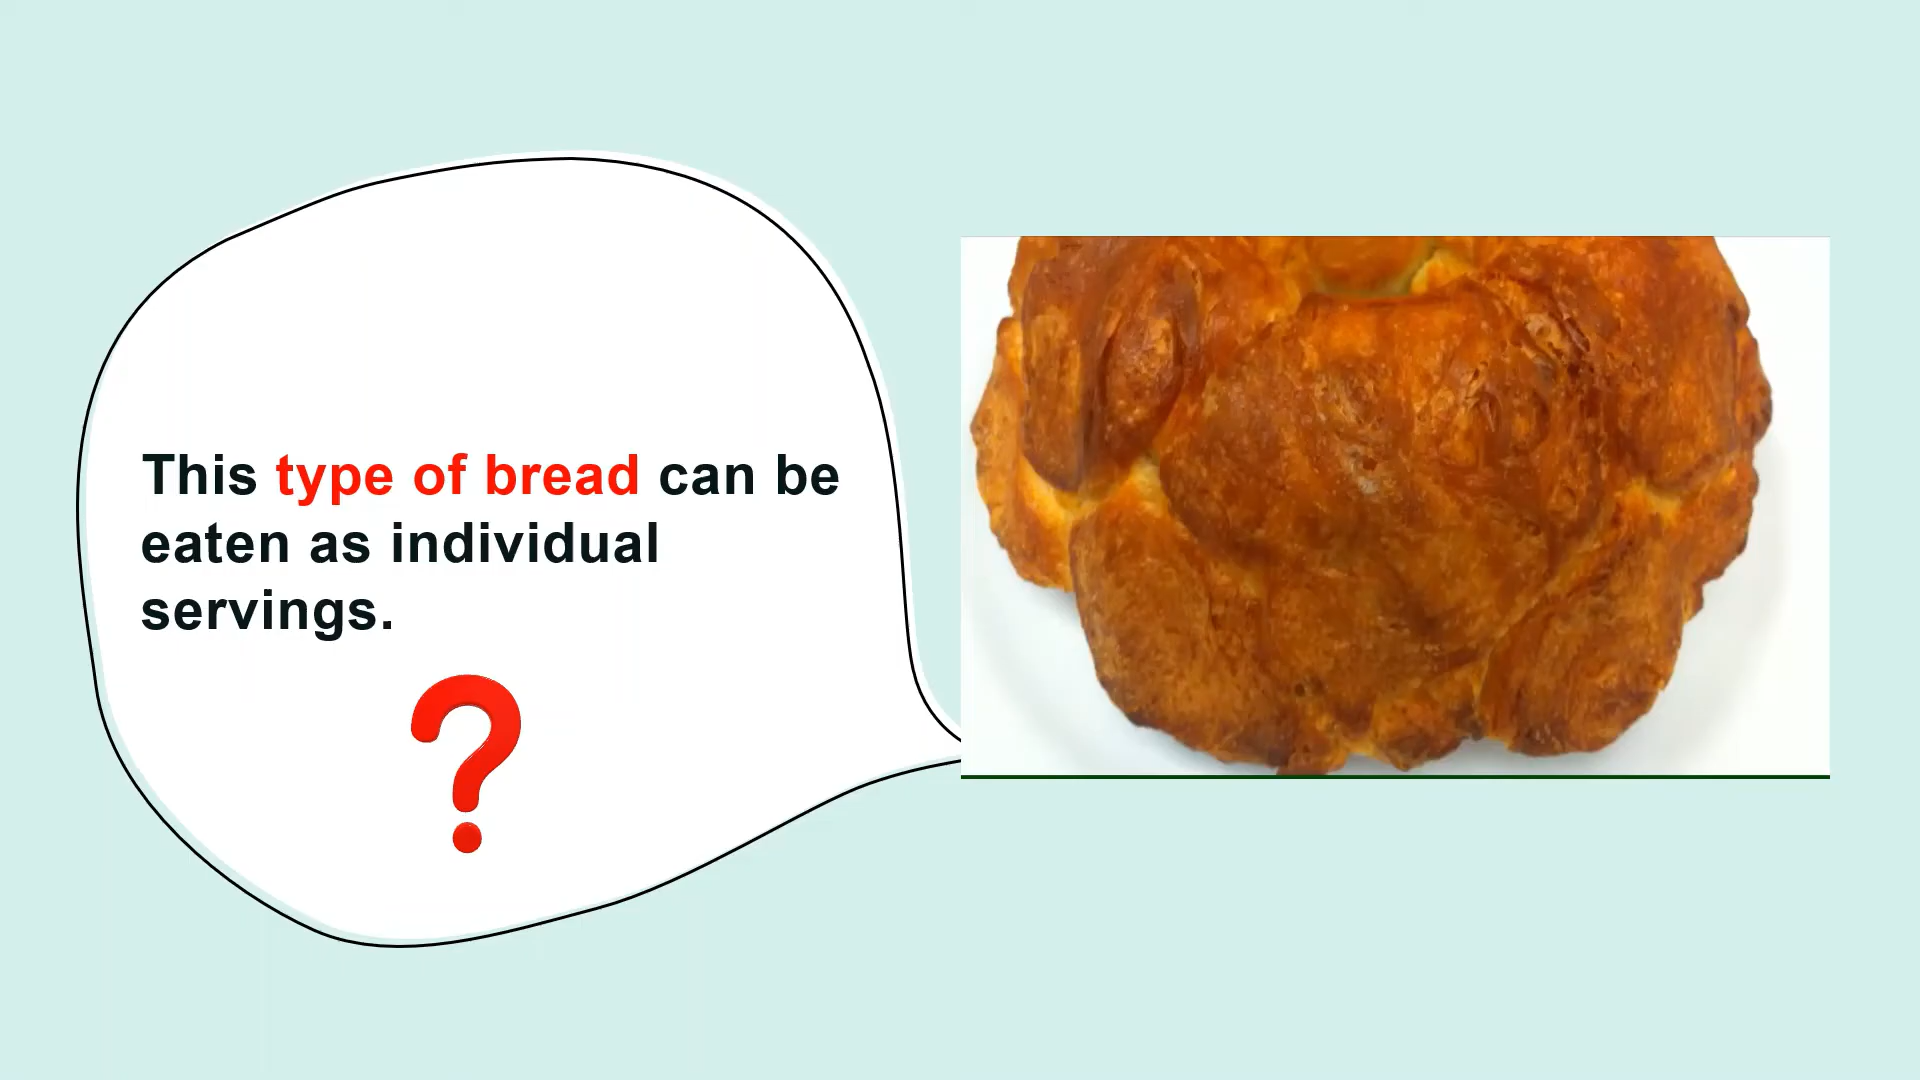 This type of bread can be
eaten as individual
servings.
❓